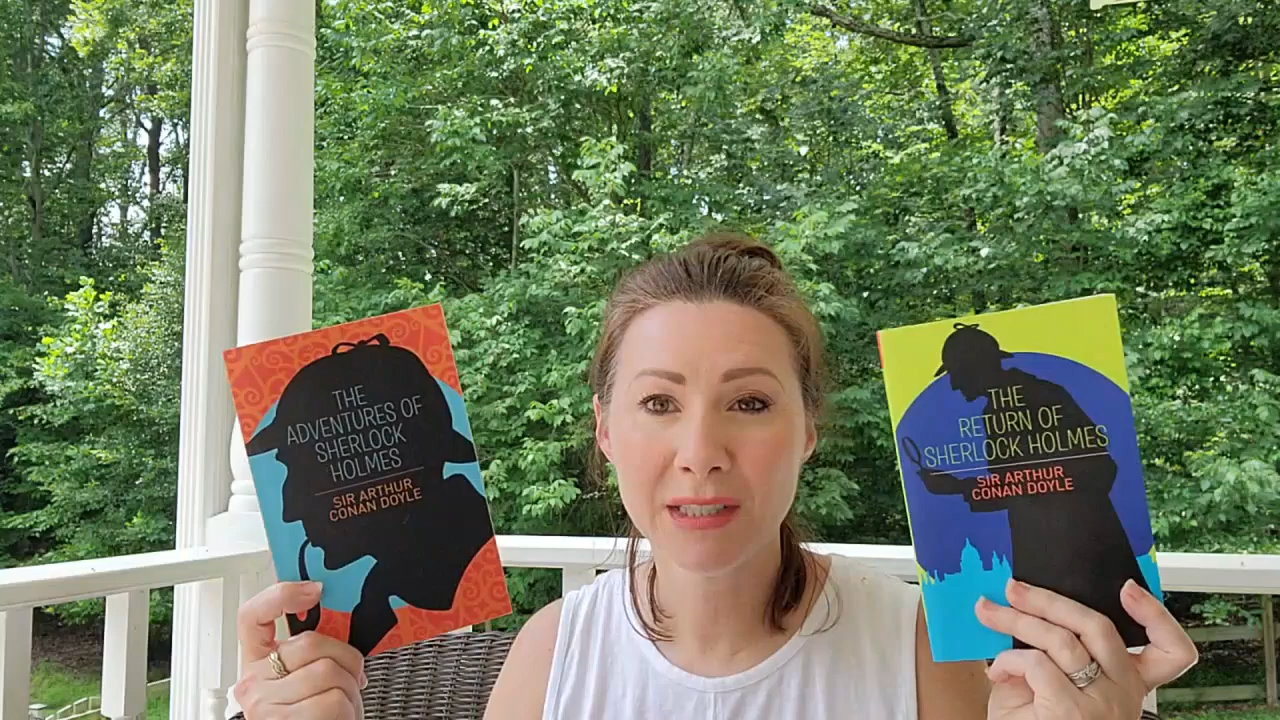 THE
ADVENTURES OF
SHERLOCK
HOLMES
SIR ARTHUR
CONAN DOYLE
THE
RETURN OF
SHERLOCK HOLMES
SIR ARTHUR
CONAN DOYLE